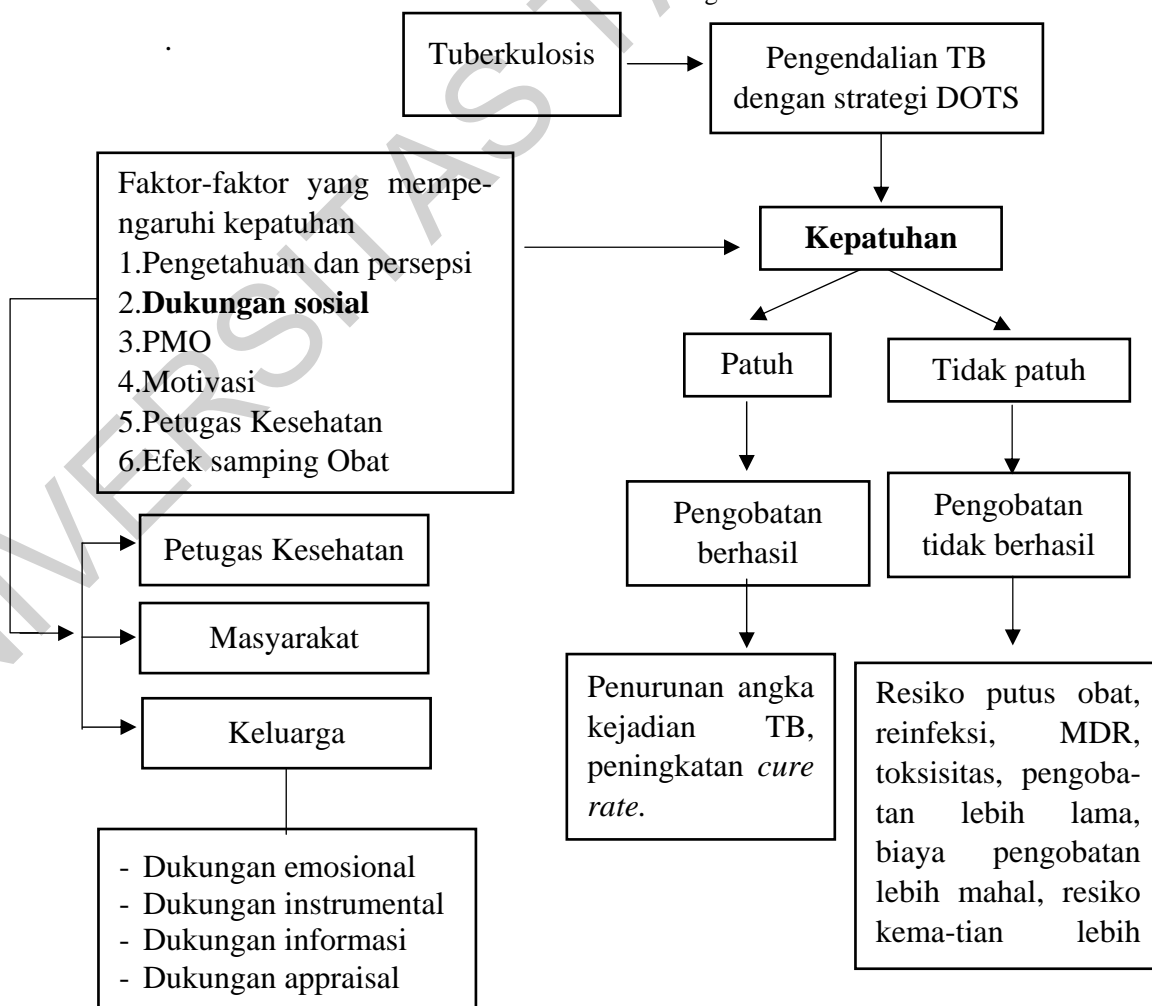 Tuberkulosis
Pengendalian TB
dengan strategi DOTS
Faktor-faktor yang mempe-
ngaruhi kepatuhan
1.Pengetahuan dan persepsi
2.Dukungan sosial
3.PMO
4.Motivasi
5.Petugas Kesehatan
6.Efek samping Obat
Kepatuhan
Patuh
Tidak patuh
Pengobatan
berhasil
Pengobatan
tidak berhasil
Petugas Kesehatan
Masyarakat
Keluarga
Penurunan angka
kejadian TB,
peningkatan cure
rate.
Resiko putus obat,
reinfeksi, MDR,
toksisitas, pengoba-
tan lebih lama,
biaya pengobatan
lebih mahal, resiko
kema-tian lebih
- Dukungan emosional
- Dukungan instrumental
- Dukungan informasi
- Dukungan appraisal